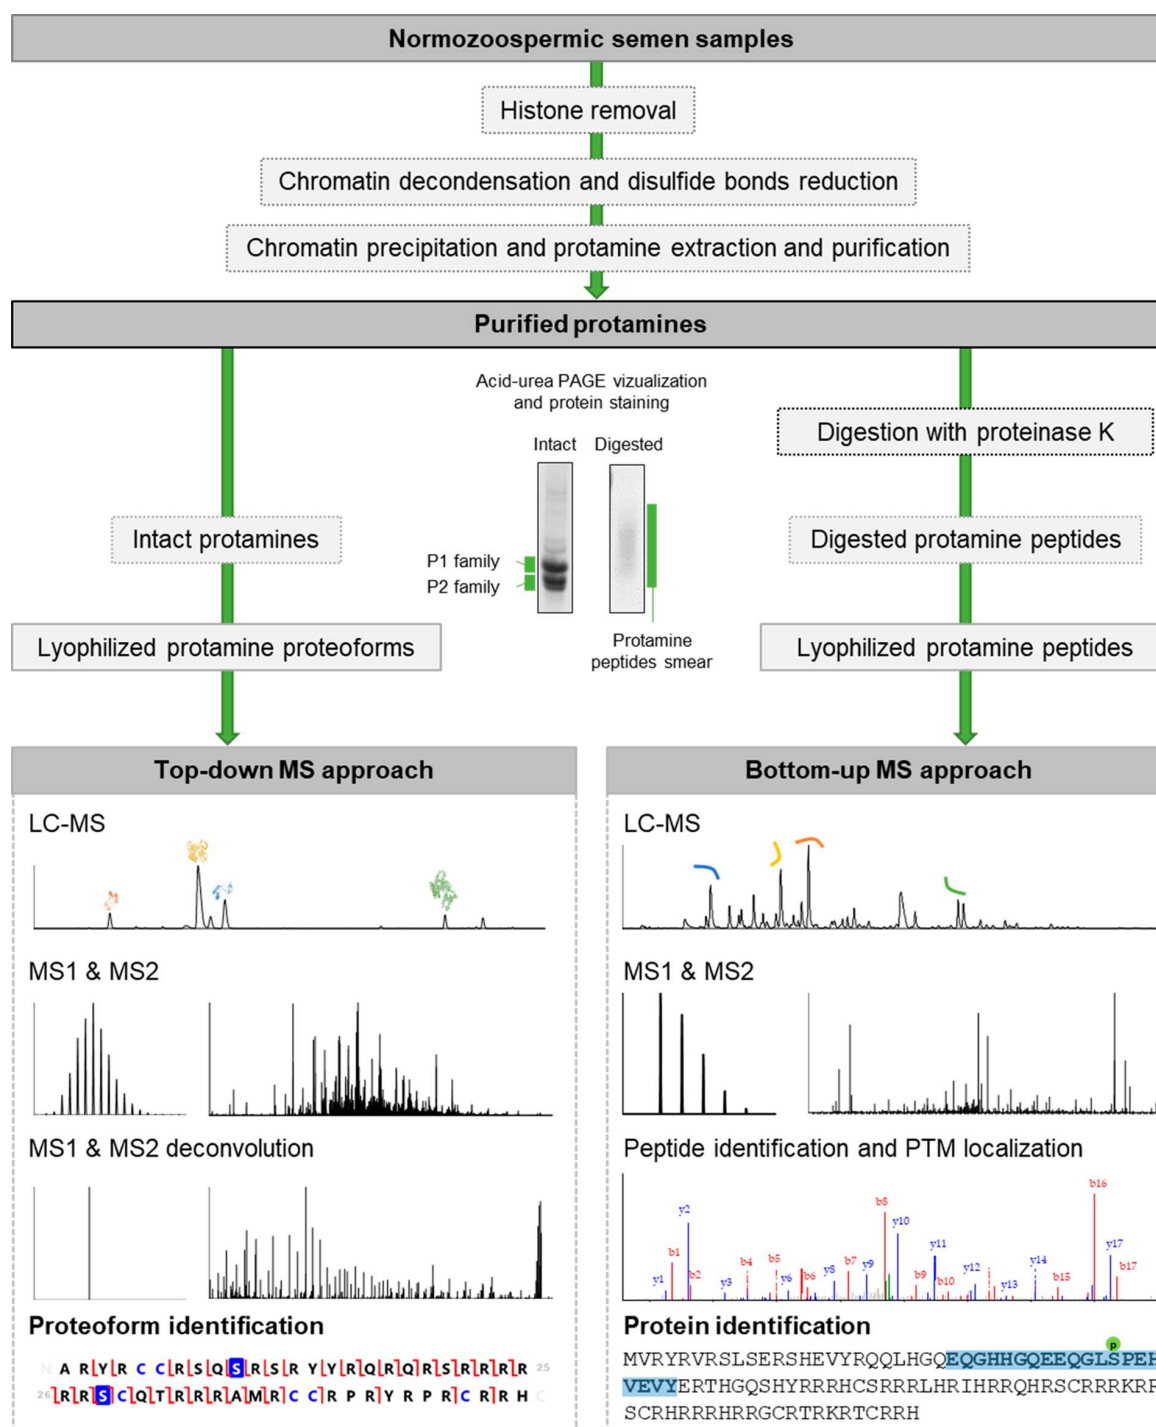 Normozoospermic semen samples
Histone removal
Chromatin decondensation and disulfide bonds reduction
Chromatin precipitation and protamine extraction and purification
Purified protamines
Acid-urea PAGE vizualization
and protein staining
Intact
Digested
P1 family
P2 family
Protamine
peptides smear
Intact protamines
Lyophilized protamine proteoforms
Digestion with proteinase K
Digested protamine peptides
Lyophilized protamine peptides
Top-down MS approach
LC-MS
MS1 & MS2
MS1 & MS2 deconvolution
Proteoform identification
N A R Y R C C R S Q S R S R Y Y R Q R Q R S R R R R 25
26 R R S C Q T R R R A M R C C R P R Y R P R C R R H C
Bottom-up MS approach
LC-MS
MS1 & MS2
Peptide identification and PTM localization
y1 b1 y2 b2 y3 b4 b5 y6 b6 y8 b7 y9 b8 y10 b9 y11 b10 y12 y13 y14 b15 b16 y17 b17
Protein identification
p
MVRYRVRSLSERSHEVYRQQLHGQEQGHHGQEEQGLSPEH
VEVYERTHGQSHYRRRHCSRRRLHRIHRRQHRSCRRRKRR
SCRHRRRHRRGCRTRKRTCRRH